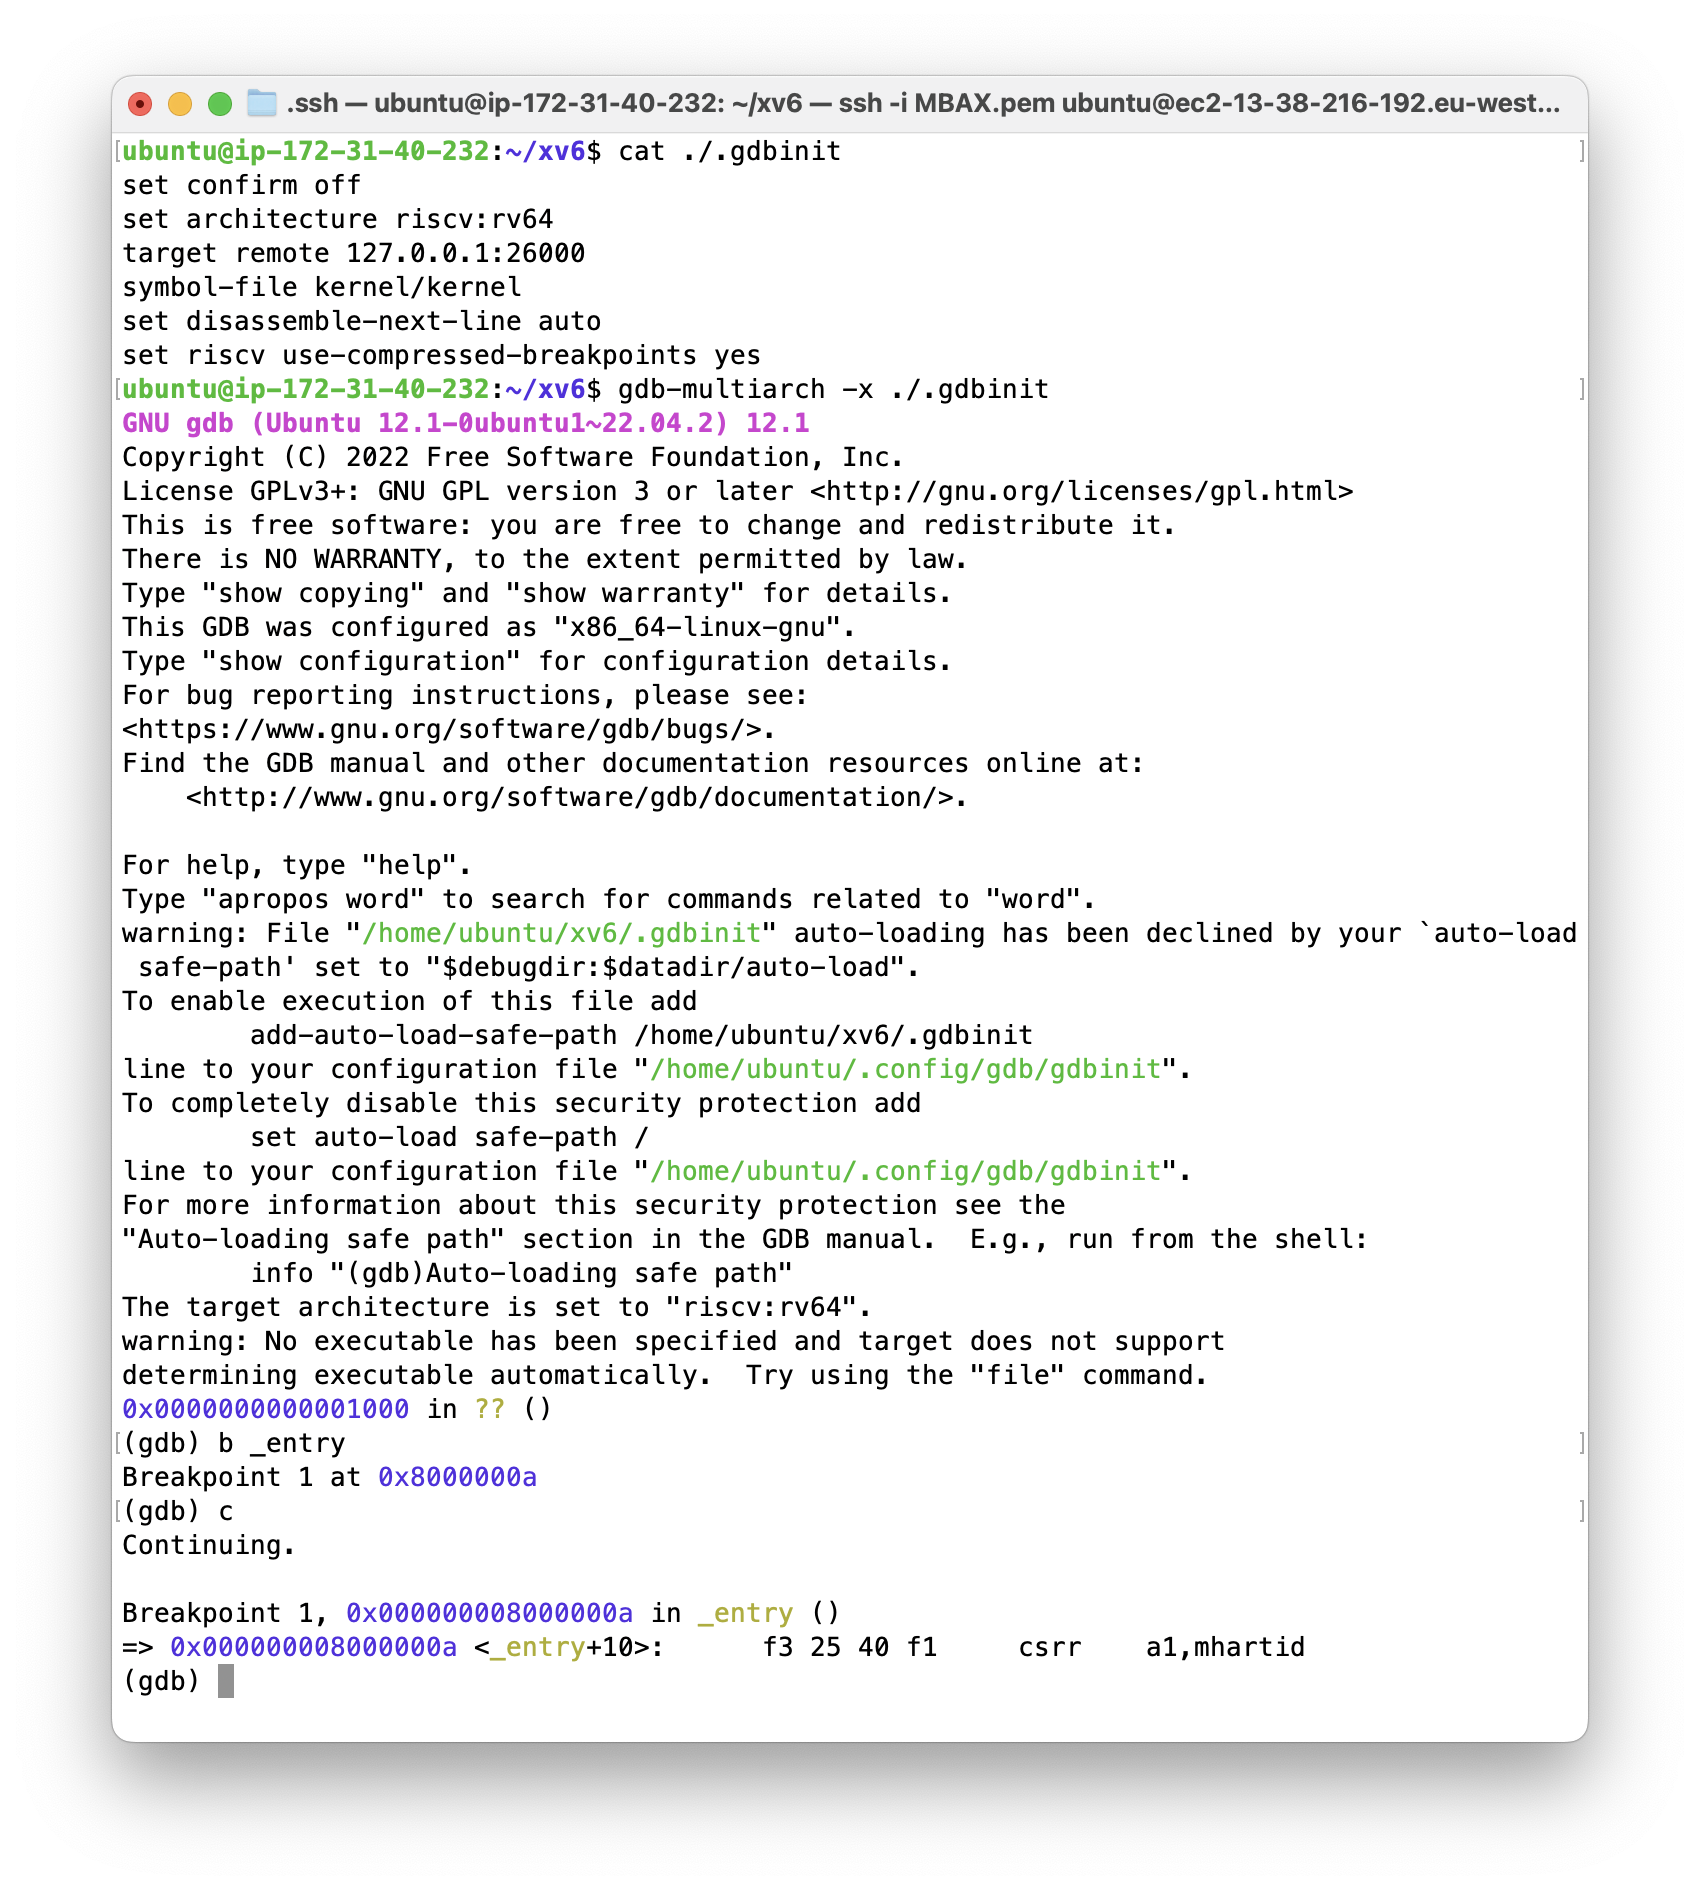 .ssh — ubuntu@ip-172-31-40-232: ~/xv6 — ssh -i MBAX.pem ubuntu@ec2-13-38-216-192.eu-west...
[ubuntu@ip-172-31-40-232:~/xv6$ cat ./.gdbinit ]
set confirm off
set architecture riscv:rv64
target remote 127.0.0.1:26000
symbol-file kernel/kernel
set disassemble-next-line auto
set riscv use-compressed-breakpoints yes
[ubuntu@ip-172-31-40-232:~/xv6$ gdb-multiarch -x ./.gdbinit ]
GNU gdb (Ubuntu 12.1-0ubuntu1~22.04.2) 12.1
Copyright (C) 2022 Free Software Foundation, Inc.
License GPLv3+: GNU GPL version 3 or later <http://gnu.org/licenses/gpl.html>
This is free software: you are free to change and redistribute it.
There is NO WARRANTY, to the extent permitted by law.
Type "show copying" and "show warranty" for details.
This GDB was configured as "x86_64-linux-gnu".
Type "show configuration" for configuration details.
For bug reporting instructions, please see:
<https://www.gnu.org/software/gdb/bugs/>.
Find the GDB manual and other documentation resources online at:
    <http://www.gnu.org/software/gdb/documentation/>.

For help, type "help".
Type "apropos word" to search for commands related to "word".
warning: File "/home/ubuntu/xv6/.gdbinit" auto-loading has been declined by your `auto-load
 safe-path' set to "$debugdir:$datadir/auto-load".
To enable execution of this file add
        add-auto-load-safe-path /home/ubuntu/xv6/.gdbinit
line to your configuration file "/home/ubuntu/.config/gdb/gdbinit".
To completely disable this security protection add
        set auto-load safe-path /
line to your configuration file "/home/ubuntu/.config/gdb/gdbinit".
For more information about this security protection see the
"Auto-loading safe path" section in the GDB manual.  E.g., run from the shell:
        info "(gdb)Auto-loading safe path"
The target architecture is set to "riscv:rv64".
warning: No executable has been specified and target does not support
determining executable automatically.  Try using the "file" command.
0x0000000000001000 in ?? ()
[(gdb) b _entry ]
Breakpoint 1 at 0x8000000a
[(gdb) c ]
Continuing.

Breakpoint 1, 0x000000008000000a in _entry ()
=> 0x000000008000000a <_entry+10>:      f3 25 40 f1     csrr    a1,mhartid
(gdb)